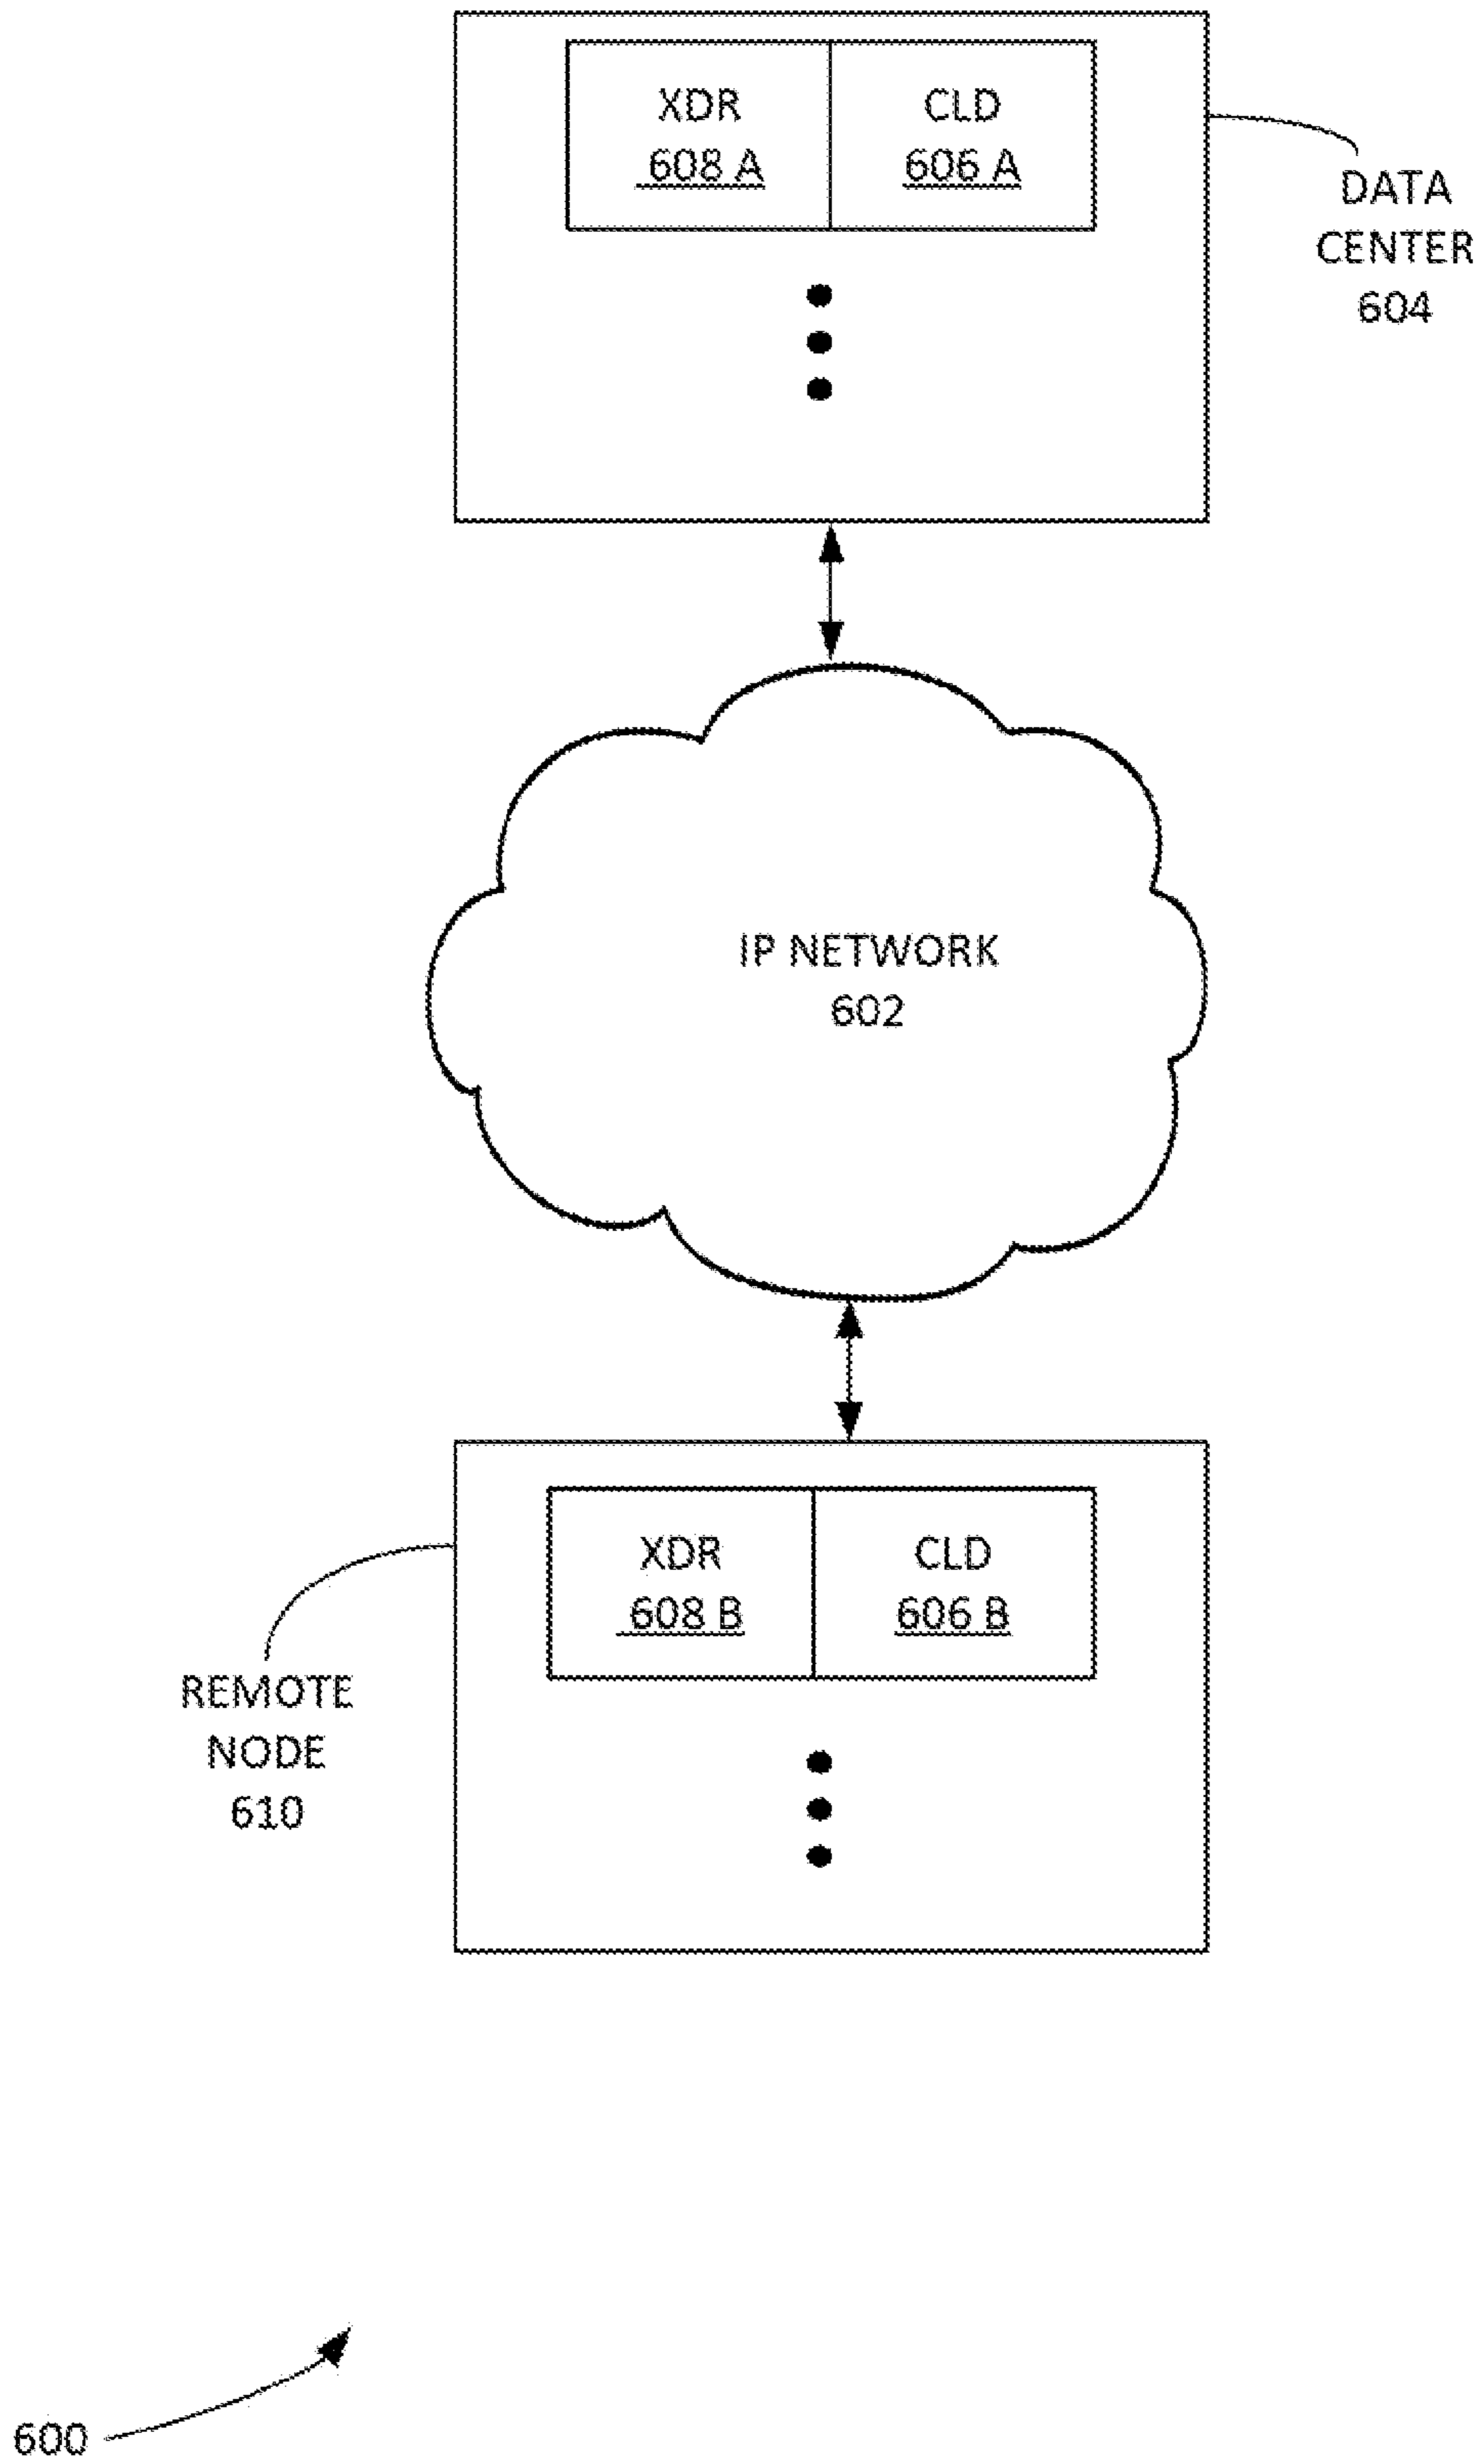 XDR
608 A
CLD
606 A
DATA
CENTER
604
IP NETWORK
602
XDR
608 B
CLD
606 B
REMOTE
NODE
610
600